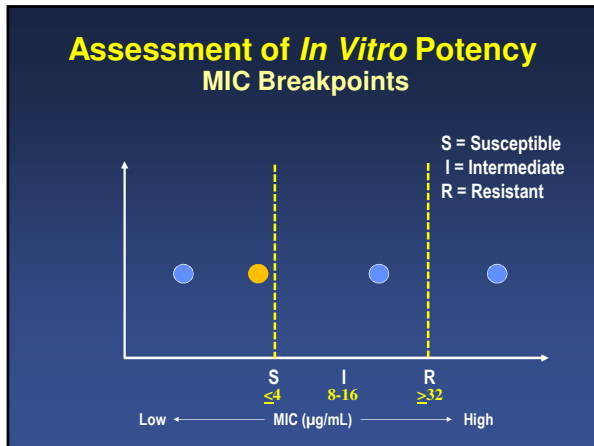 Assessment of In Vitro Potency
MIC Breakpoints
S = Susceptible
I = Intermediate
R = Resistant
S I R
≤4 8-16 ≥32
Low MIC (µg/mL) High